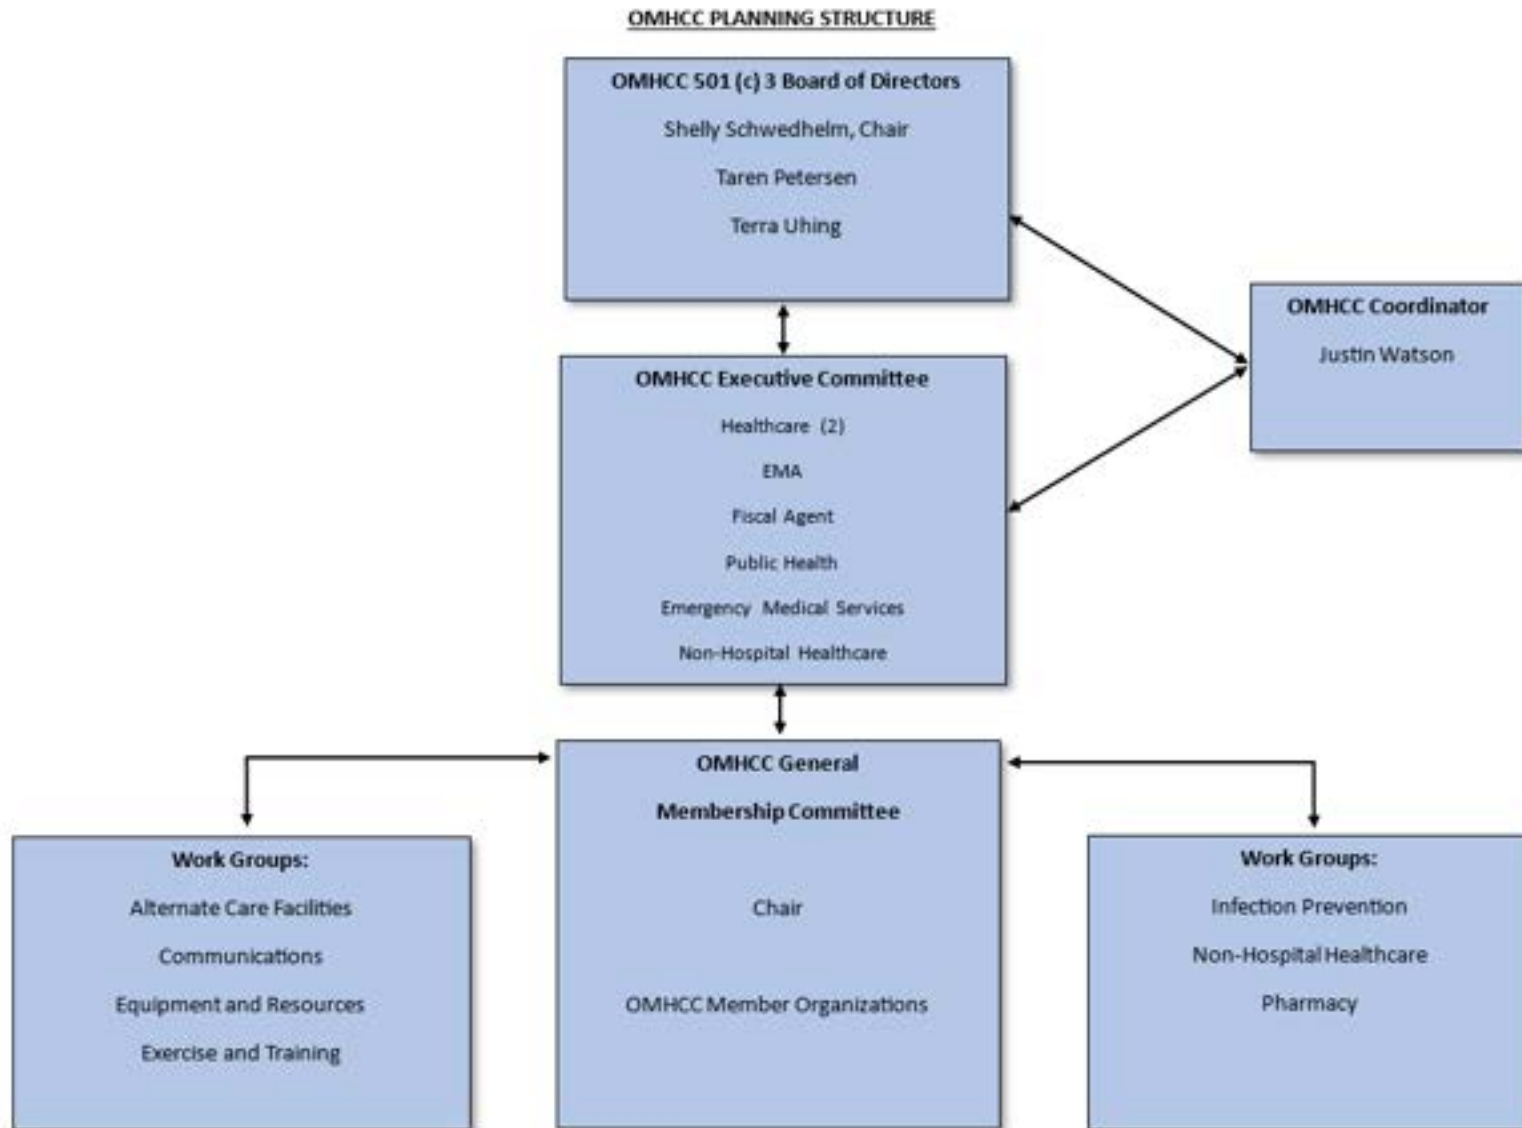 OMHCC PLANNING STRUCTURE
OMHCC 501 (c) 3 Board of Directors
Shelly Schwedhelm, Chair
Taren Petersen
Terra Uhing
OMHCC Coordinator
Justin Watson
OMHCC Executive Committee
Healthcare (2)
EMA
Fiscal Agent
Public Health
Emergency Medical Services
Non-Hospital Healthcare
OMHCC General
Membership Committee
Chair
OMHCC Member Organizations
Work Groups:
Alternate Care Facilities
Communications
Equipment and Resources
Exercise and Training
Work Groups:
Infection Prevention
Non-Hospital Healthcare
Pharmacy